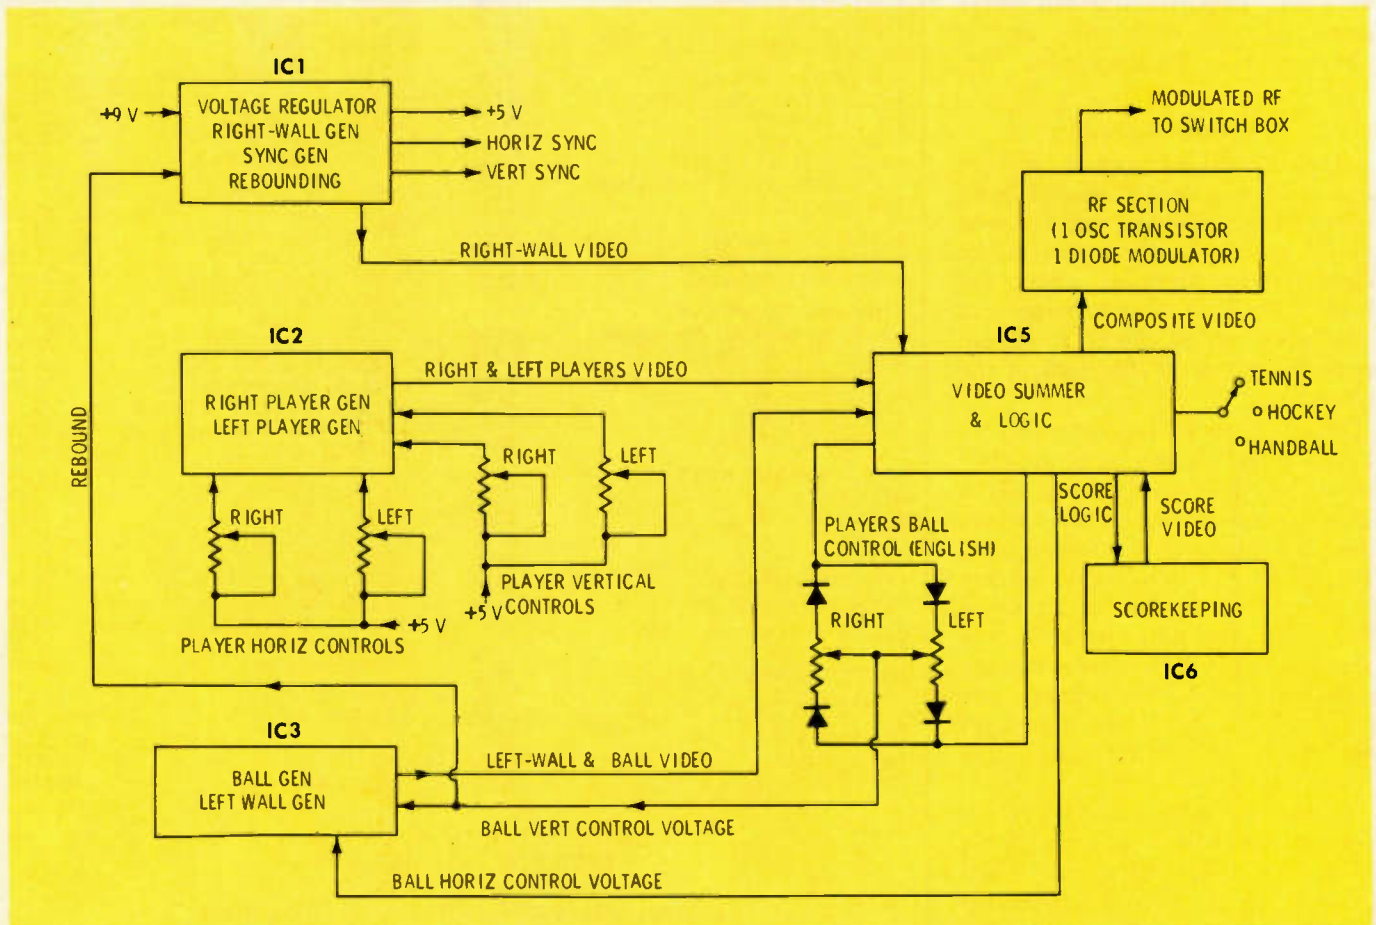 IC1
+9 V
VOLTAGE REGULATOR
RIGHT-WALL GEN
SYNC GEN
REBOUNDING
+5 V
HORIZ SYNC
VERT SYNC
MODULATED RF
TO SWITCH BOX
RF SECTION
(1 OSC TRANSISTOR
1 DIODE MODULATOR)
RIGHT-WALL VIDEO
COMPOSITE VIDEO
IC2
RIGHT PLAYER GEN
LEFT PLAYER GEN
RIGHT & LEFT PLAYERS VIDEO
IC5
VIDEO SUMMER
& LOGIC
TENNIS
HOCKEY
HANDBALL
REBOUND
RIGHT
LEFT
RIGHT
LEFT
PLAYER VERTICAL
CONTROLS
+5 V
+5 V
PLAYER HORIZ CONTROLS
PLAYERS BALL
CONTROL (ENGLISH)
RIGHT
LEFT
SCORE
LOGIC
SCORE
VIDEO
SCOREKEEPING
IC6
IC3
BALL GEN
LEFT WALL GEN
LEFT-WALL & BALL VIDEO
BALL VERT CONTROL VOLTAGE
BALL HORIZ CONTROL VOLTAGE